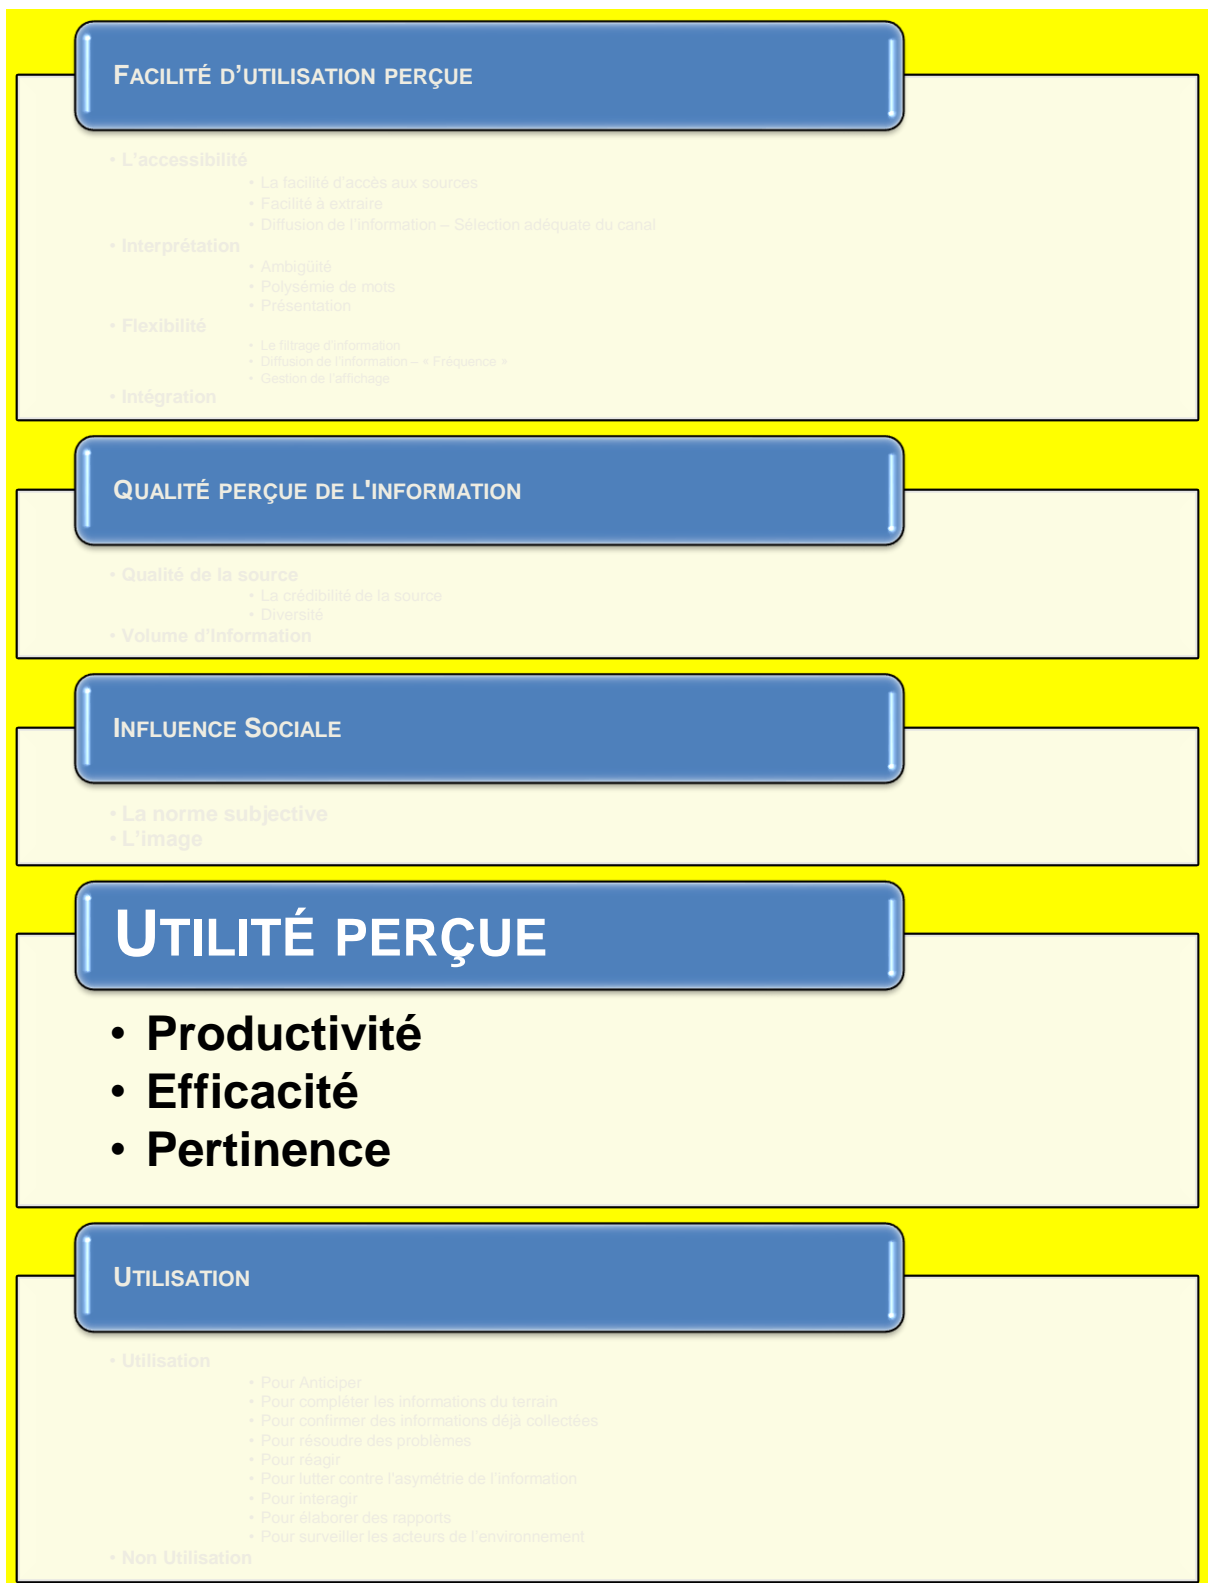 FACILITÉ D'UTILISATION PERÇUE
• L'accessibilité
• La facilité d'accès aux sources
• Facilité à extraire
• Diffusion de l'information – Sélection adéquate du canal
• Interprétation
• Ambigüité
• Polysémie de mots
• Présentation
• Flexibilité
• Le filtrage d'information
• Diffusion de l'information – « Fréquence »
• Gestion de l'affichage
• Intégration
QUALITÉ PERÇUE DE L'INFORMATION
• Qualité de la source
• La crédibilité de la source
• Diversité
• Volume d'Information
INFLUENCE SOCIALE
• La norme subjective
• L'image
UTILITÉ PERÇUE
• Productivité
• Efficacité
• Pertinence
UTILISATION
• Utilisation
• Pour Anticiper
• Pour compléter les informations du terrain
• Pour confirmer des informations déjà collectées
• Pour résoudre des problèmes
• Pour réagir
• Pour lutter contre l'asymétrie de l'information
• Pour interagir
• Pour élaborer des rapports
• Pour surveiller les acteurs de l'environnement
• Non Utilisation